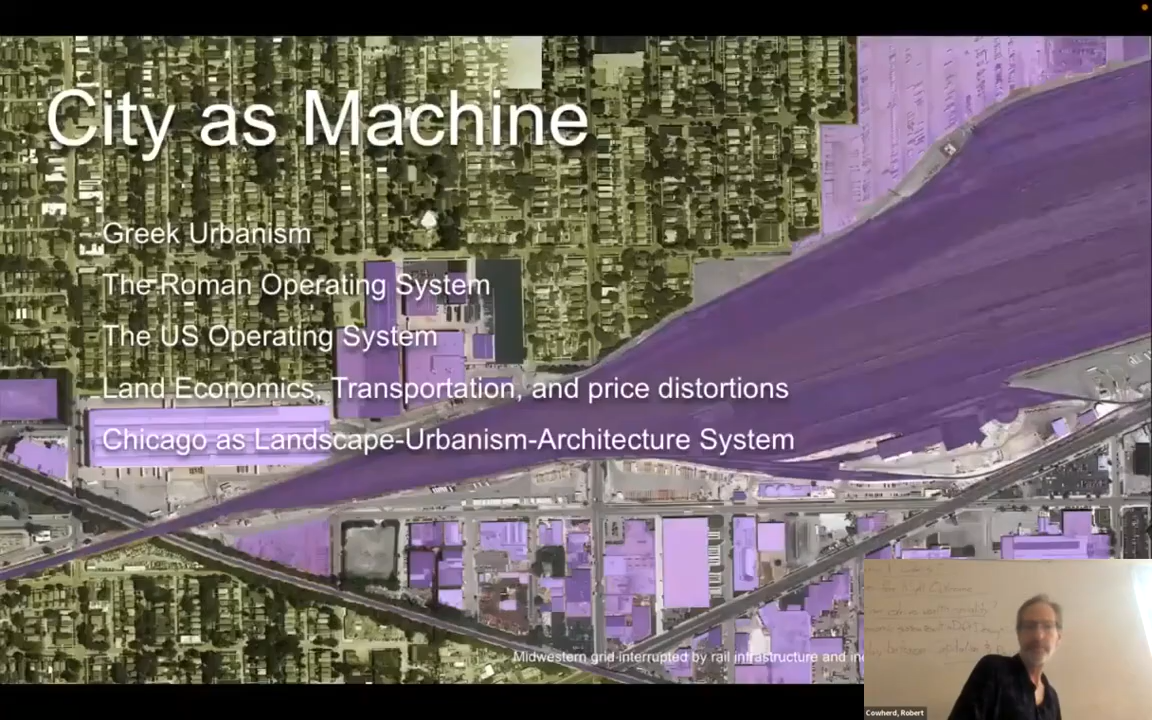 City as Machine
Greek Urbanism
The Roman Operating System
The US Operating System
Land Economics, Transportation, and price distortions
Chicago as Landscape-Urbanism-Architecture System
Midwestern grid interrupted by rail infrastructure and in
Cowherd, Robert